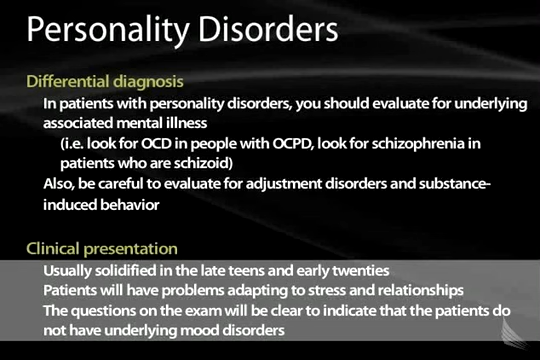 Personality Disorders
Differential diagnosis
In patients with personality disorders, you should evaluate for underlying
associated mental illness
(i.e. look for OCD in people with OCPD, look for schizophrenia in
patients who are schizoid)
Also, be careful to evaluate for adjustment disorders and substance-
induced behavior
Clinical presentation
Usually solidified in the late teens and early twenties
Patients will have problems adapting to stress and relationships
The questions on the exam will be clear to indicate that the patients do
not have underlying mood disorders